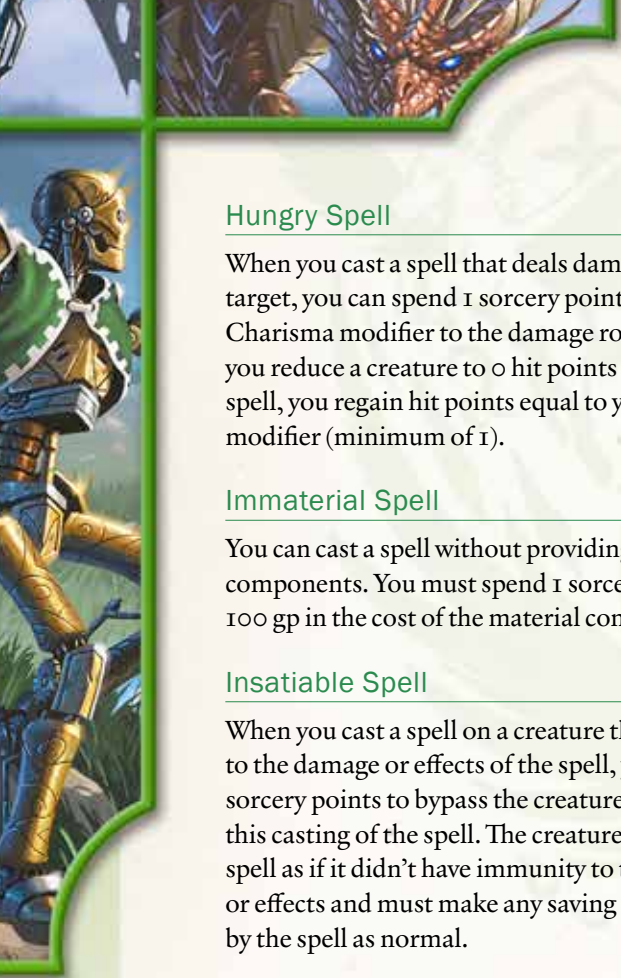 Hungry Spell
When you cast a spell that deals dam
target, you can spend 1 sorcery point
Charisma modifier to the damage ro
you reduce a creature to 0 hit points
spell, you regain hit points equal to y
modifier (minimum of 1).
Immaterial Spell
You can cast a spell without providing
components. You must spend 1 sorce
100 gp in the cost of the material con
Insatiable Spell
When you cast a spell on a creature th
to the damage or effects of the spell,
sorcery points to bypass the creature
this casting of the spell. The creature
spell as if it didn't have immunity to t
or effects and must make any saving
by the spell as normal.